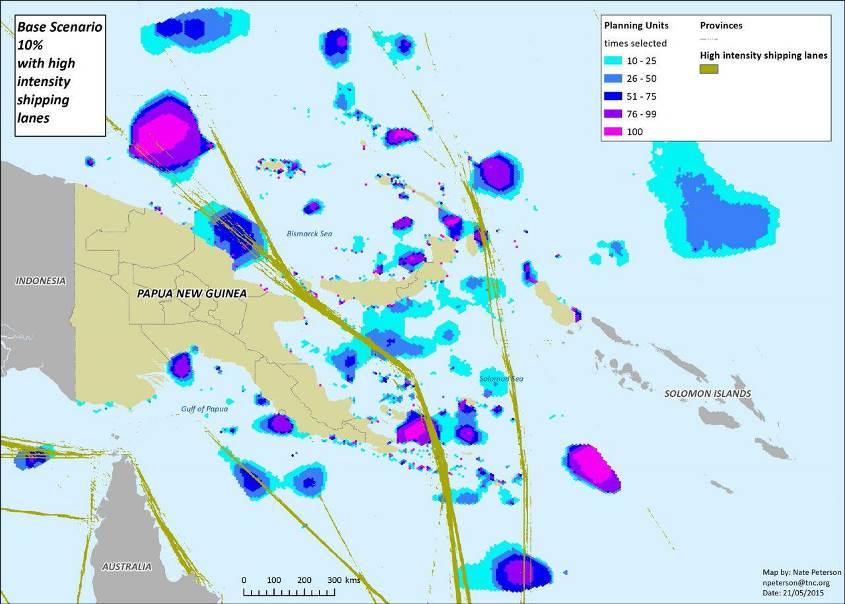 Base Scenario
10%
with high
intensity
shipping
lanes
Planning Units
times selected
10 - 25
26 - 50
51 - 75
76 - 99
100
Provinces
High intensity shipping lanes
Bismarck Sea
INDONESIA
PAPUA NEW GUINEA
Solomon Sea
SOLOMON ISLANDS
Gulf of Papua
AUSTRALIA
0 100 200 300 kms
Map by: Nate Peterson
npeterson@tnc.org
Date: 21/05/2015